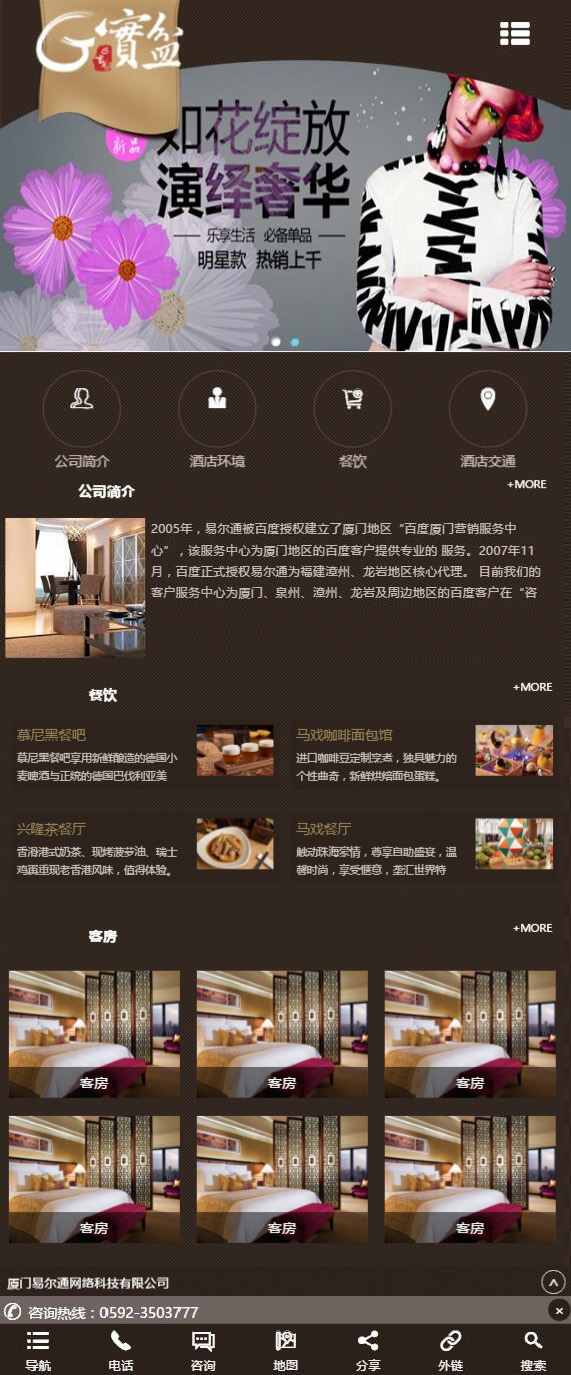 寶盆
新品
如花绽放
演绎奢华
乐享生活 必备单品
明星款 热销上千
公司简介
酒店环境
餐饮
酒店交通
公司简介
+MORE
2005年，易尔通被百度授权建立了厦门地区“百度厦门营销服务中
心”，该服务中心为厦门地区的百度客户提供专业的 服务。2007年11
月，百度正式授权易尔通为福建漳州、龙岩地区核心代理。 目前我们的
客户服务中心为厦门、泉州、漳州、龙岩及周边地区的百度客户在“咨
餐饮
+MORE
慕尼黑餐吧
慕尼黑餐吧享用新鲜酿造的德国小
麦啤酒与正统的德国巴伐利亚美
马戏咖啡面包馆
进口咖啡豆定制烹煮，独具魅力的
个性曲奇，新鲜烘焙面包蛋糕。
兴隆茶餐厅
香滑港式奶茶、现烤菠萝油、瑞士
鸡翼重现老香港风味，值得体验。
马戏餐厅
触动珠海豪情，尊享自助盛宴，温
馨时尚，享受惬意，荟汇世界特
客房
+MORE
客房
客房
客房
客房
客房
客房
厦门易尔通网络科技有限公司
咨询热线：0592-3503777
导航
电话
咨询
地图
分享
外链
搜索